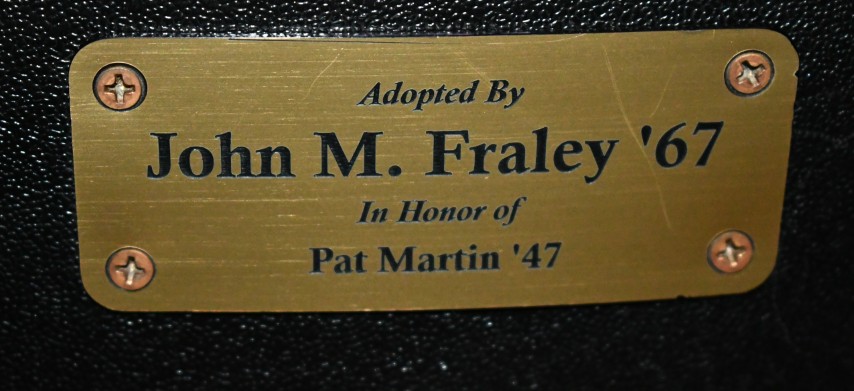 Adopted By
John M. Fraley '67
In Honor of
Pat Martin '47